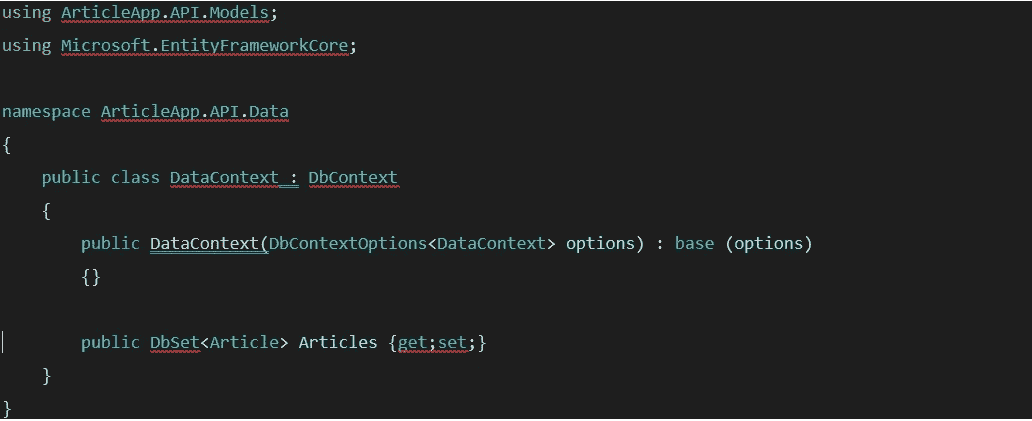 using ArticleApp.API.Models;
using Microsoft.EntityFrameworkCore;
namespace ArticleApp.API.Data
{
public class DataContext : DbContext
{
public DataContext(DbContextOptions<DataContext> options) : base (options)
{}
public DbSet<Article> Articles {get;set;}
}
}